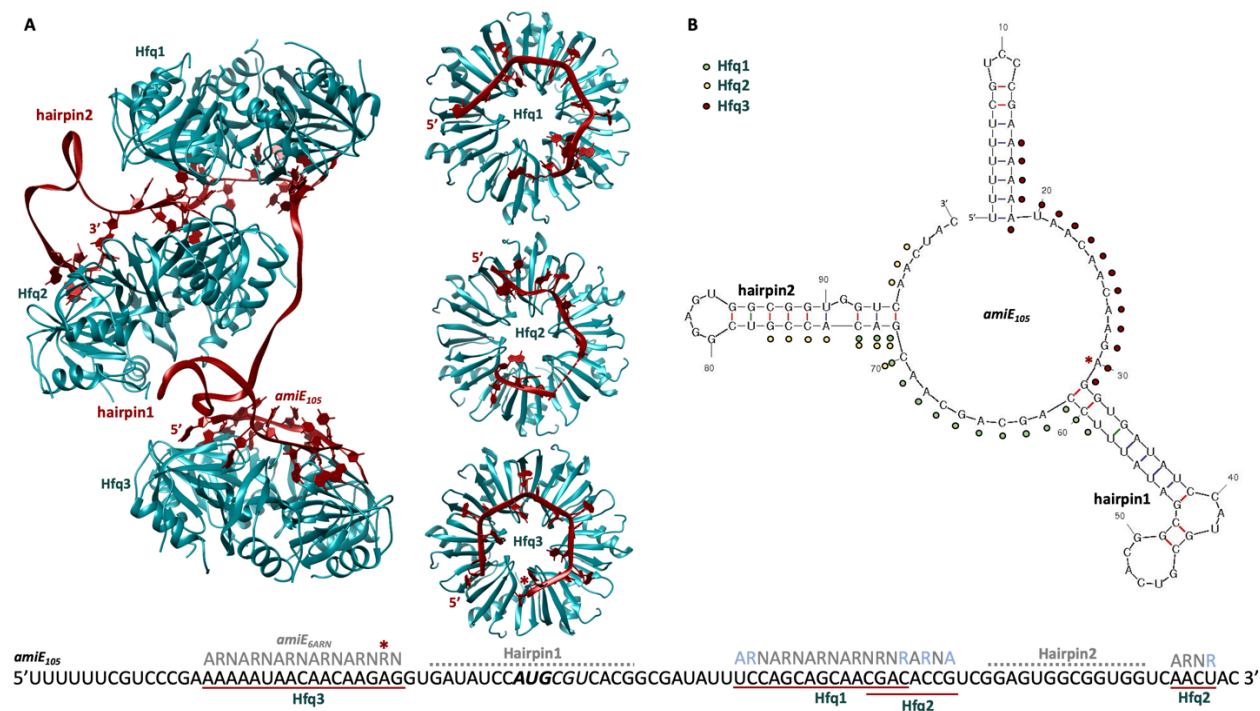 A
B
Hfq1
hairpin2
3'
Hfq2
hairpin1
amiE105
5'
Hfq3
Hfq1
5'
5'
Hfq2
Hfq3
*
5'
Hfq1
Hfq2
Hfq3
10
20
3'
5'
hairpin2
90
80
70
amiE105
*
30
60
hairpin1
40
50
amiE6ARN
*
Hairpin1
Hairpin2
ARNARNARNARNARNRN
ARNARNARNARNRNRARNA
ARNR
amiE105
5'UUUUUUCGUCCCGAAAAAAUAACAACAAGAGGUGAUAUCCAUGCGUCACGGCGAUAUUUCCAGCAGCAACGACACCGUCGGAGUGGCGGUGGUCAACUAC 3'
Hfq3
Hfq1
Hfq2
Hfq2